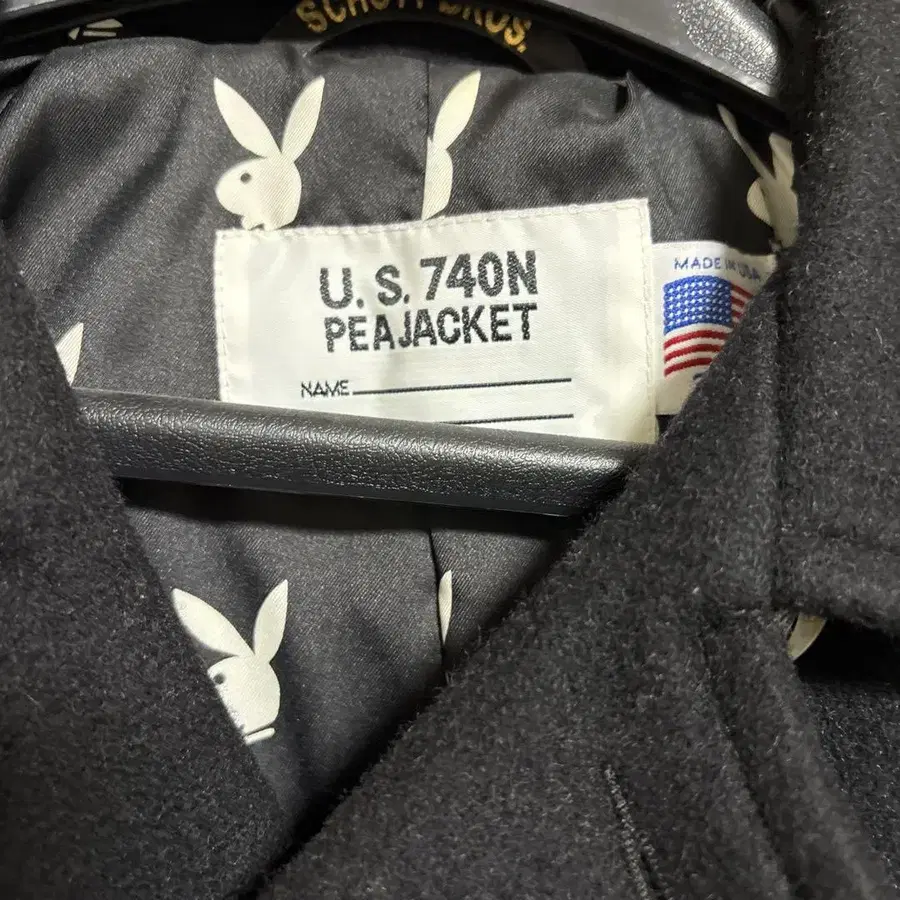 SCHOTT BROS.
U.S. 740N
PEAJACKET
NAME
MADE IN USA